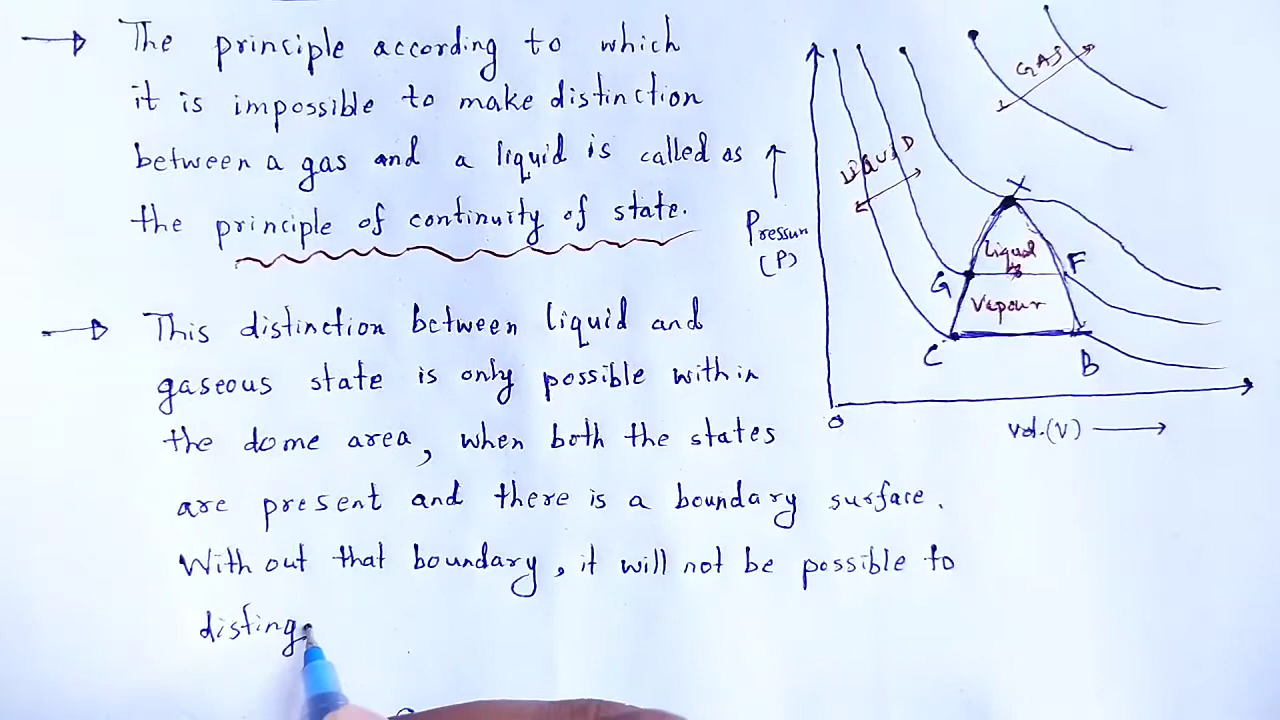 The principle according to which
it is impossible to make distinction
between a gas and a liquid is called as
the principle of continuity of state.
This distinction between liquid and
gaseous state is only possible within
the dome area, when both the states
are present and there is a boundary surface.
With out that boundary, it will not be possible to
disting
GAS
LIQUID
X
Pressure
(P)
Liquid
F
G
Vapour
C
B
O
Vol.(V)